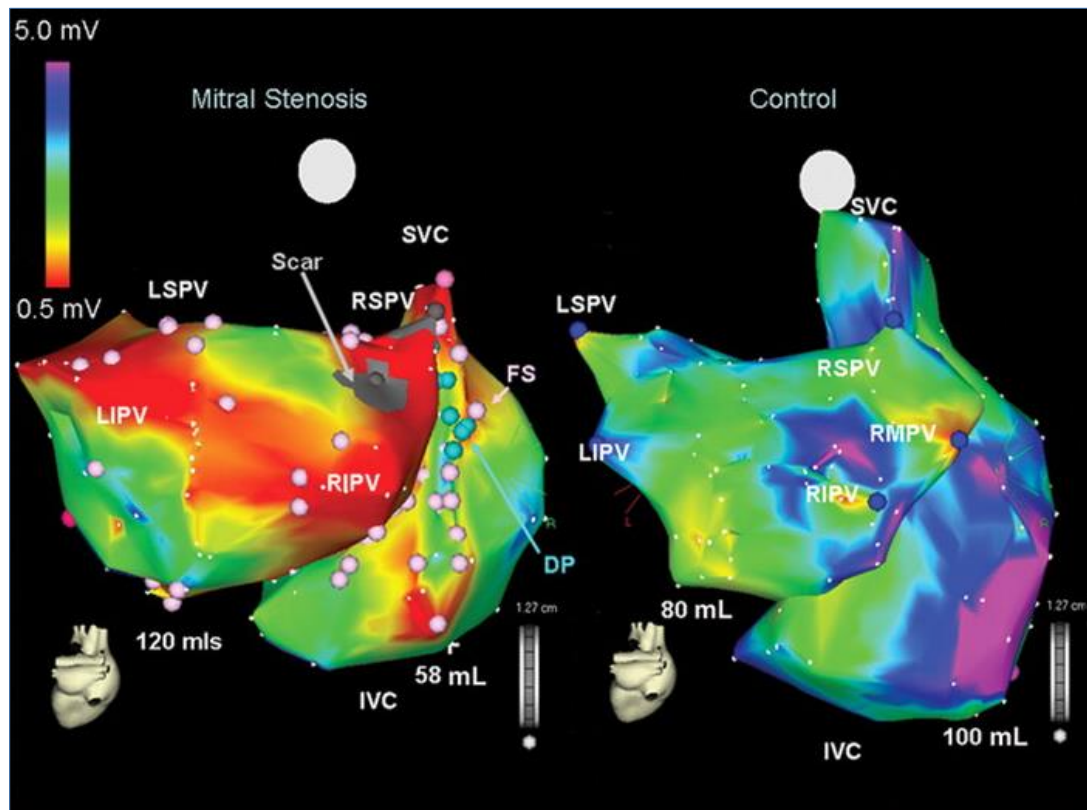 5.0 mV
Mitral Stenosis
Control
SVC
SVC
Scar
0.5 mV
LSPV
RSPV
LSPV
RSPV
FS
LIPV
RMPV
LIPV
RIPV
RIPV
L
R
R
DP
1.27 cm
1.27 cm
80 mL
120 mls
58 mL
IVC
100 mL
IVC